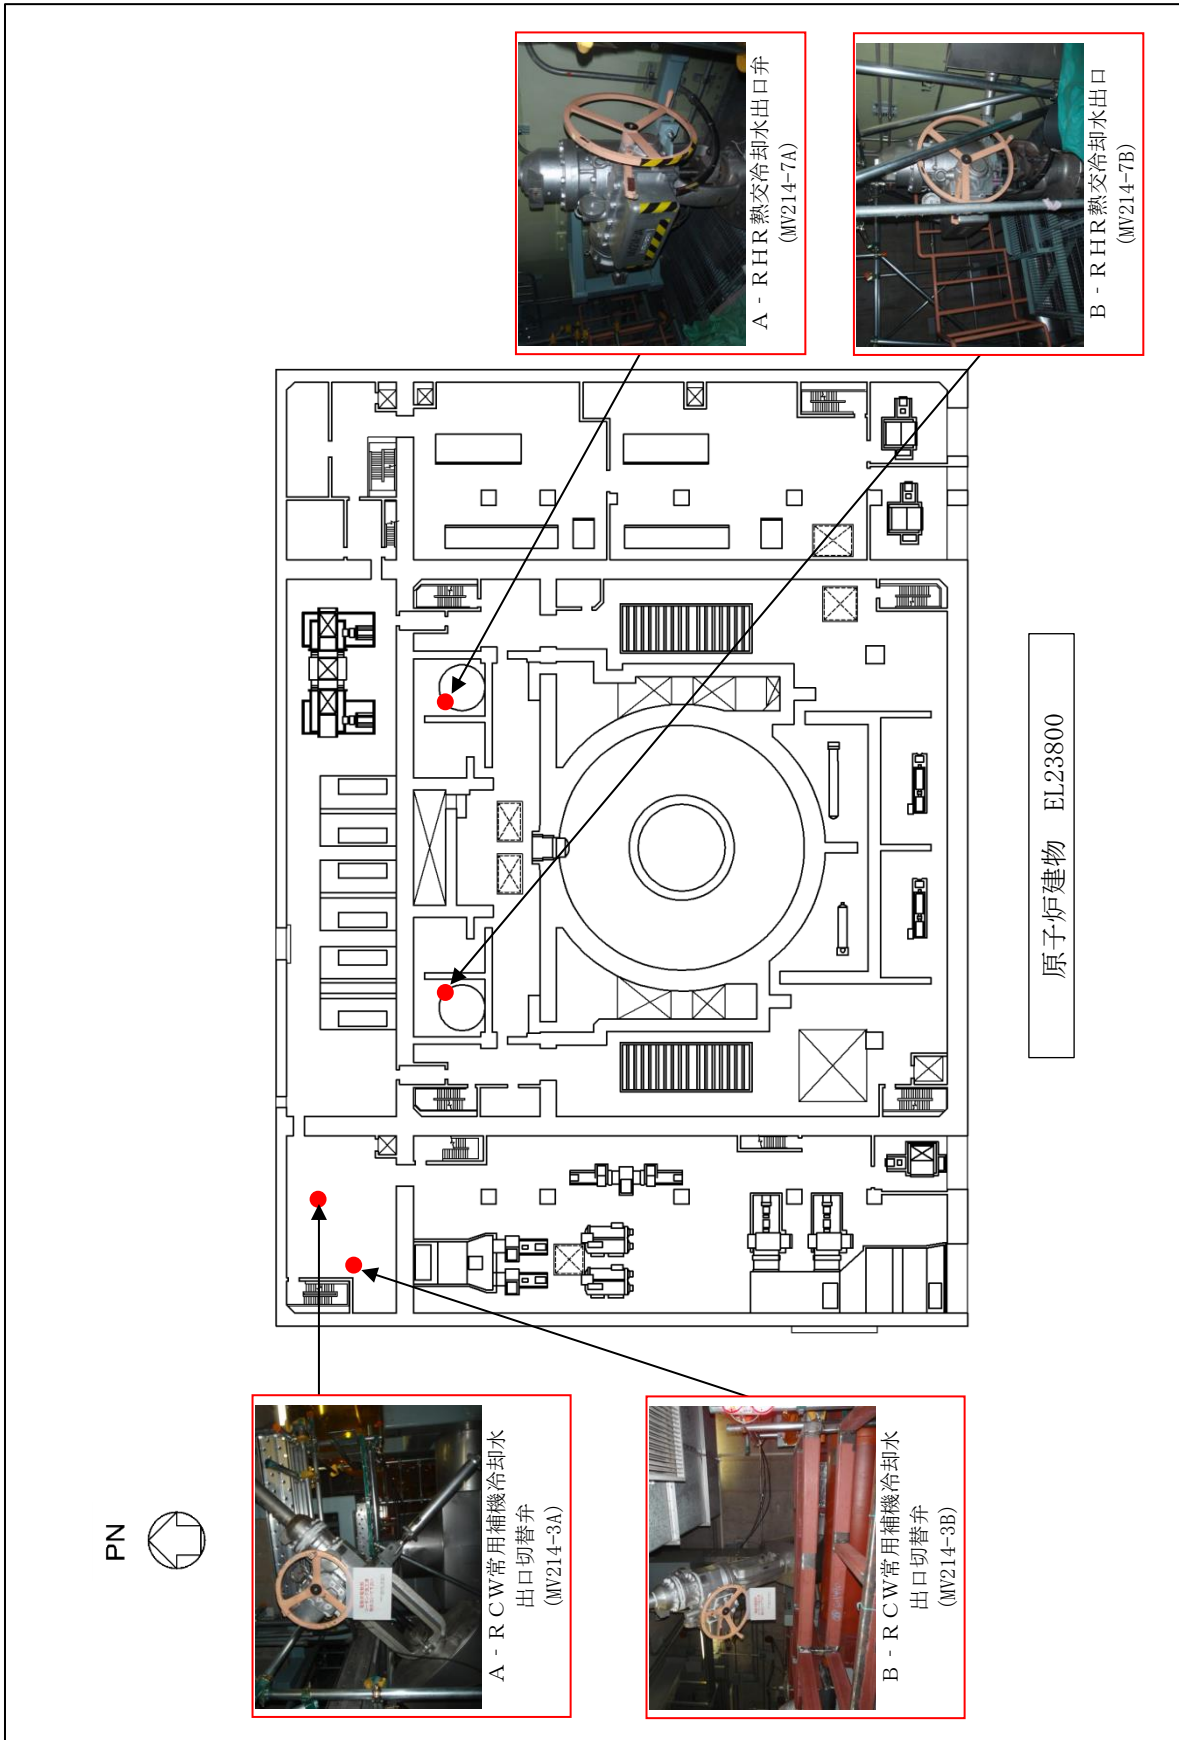 A‐RHR熱交冷却水出口弁
(MV214-7A)
B‐RHR熱交冷却水出口
(MV214-7B)
原子炉建物 EL23800
PN
A‐RCW常用補機冷却水
出口切替弁
(MV214-3A)
B‐RCW常用補機冷却水
出口切替弁
(MV214-3B)